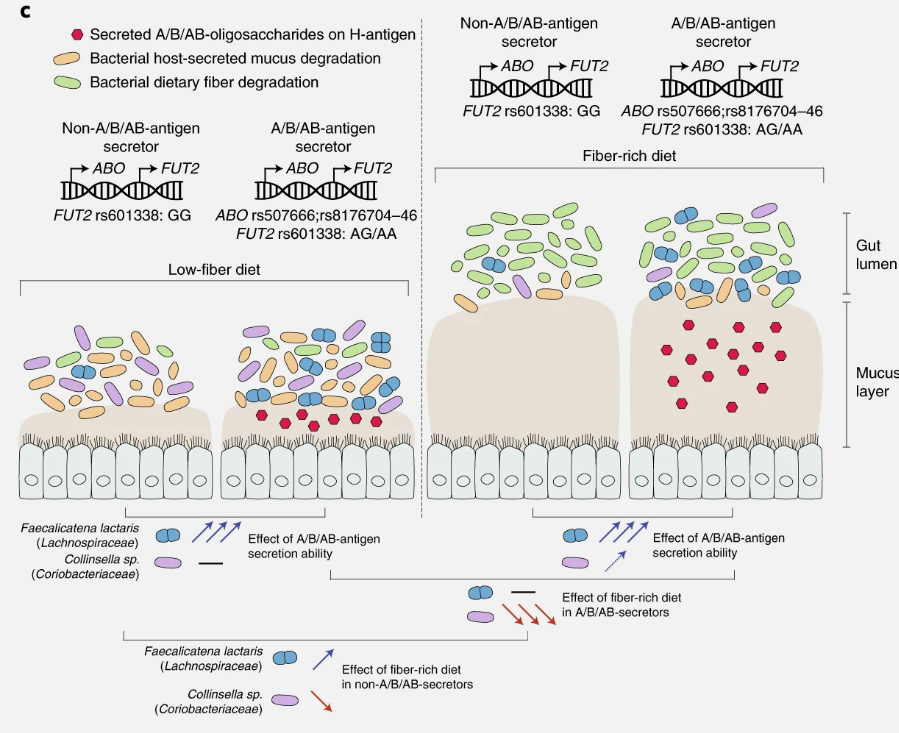 c
Secreted A/B/AB-oligosaccharides on H-antigen
Bacterial host-secreted mucus degradation
Bacterial dietary fiber degradation
Non-A/B/AB-antigen
secretor
ABO FUT2
FUT2 rs601338: GG
A/B/AB-antigen
secretor
ABO FUT2
ABO rs507666;rs8176704–46
FUT2 rs601338: AG/AA
Low-fiber diet
Non-A/B/AB-antigen
secretor
ABO FUT2
FUT2 rs601338: GG
A/B/AB-antigen
secretor
ABO FUT2
ABO rs507666;rs8176704–46
FUT2 rs601338: AG/AA
Fiber-rich diet
Gut
lumen
Mucus
layer
Faecalicatena lactaris
(Lachnospiraceae)
Collinsella sp.
(Coriobacteriaceae)
Effect of A/B/AB-antigen
secretion ability
Effect of A/B/AB-antigen
secretion ability
Effect of fiber-rich diet
in A/B/AB-secretors
Faecalicatena lactaris
(Lachnospiraceae)
Collinsella sp.
(Coriobacteriaceae)
Effect of fiber-rich diet
in non-A/B/AB-secretors